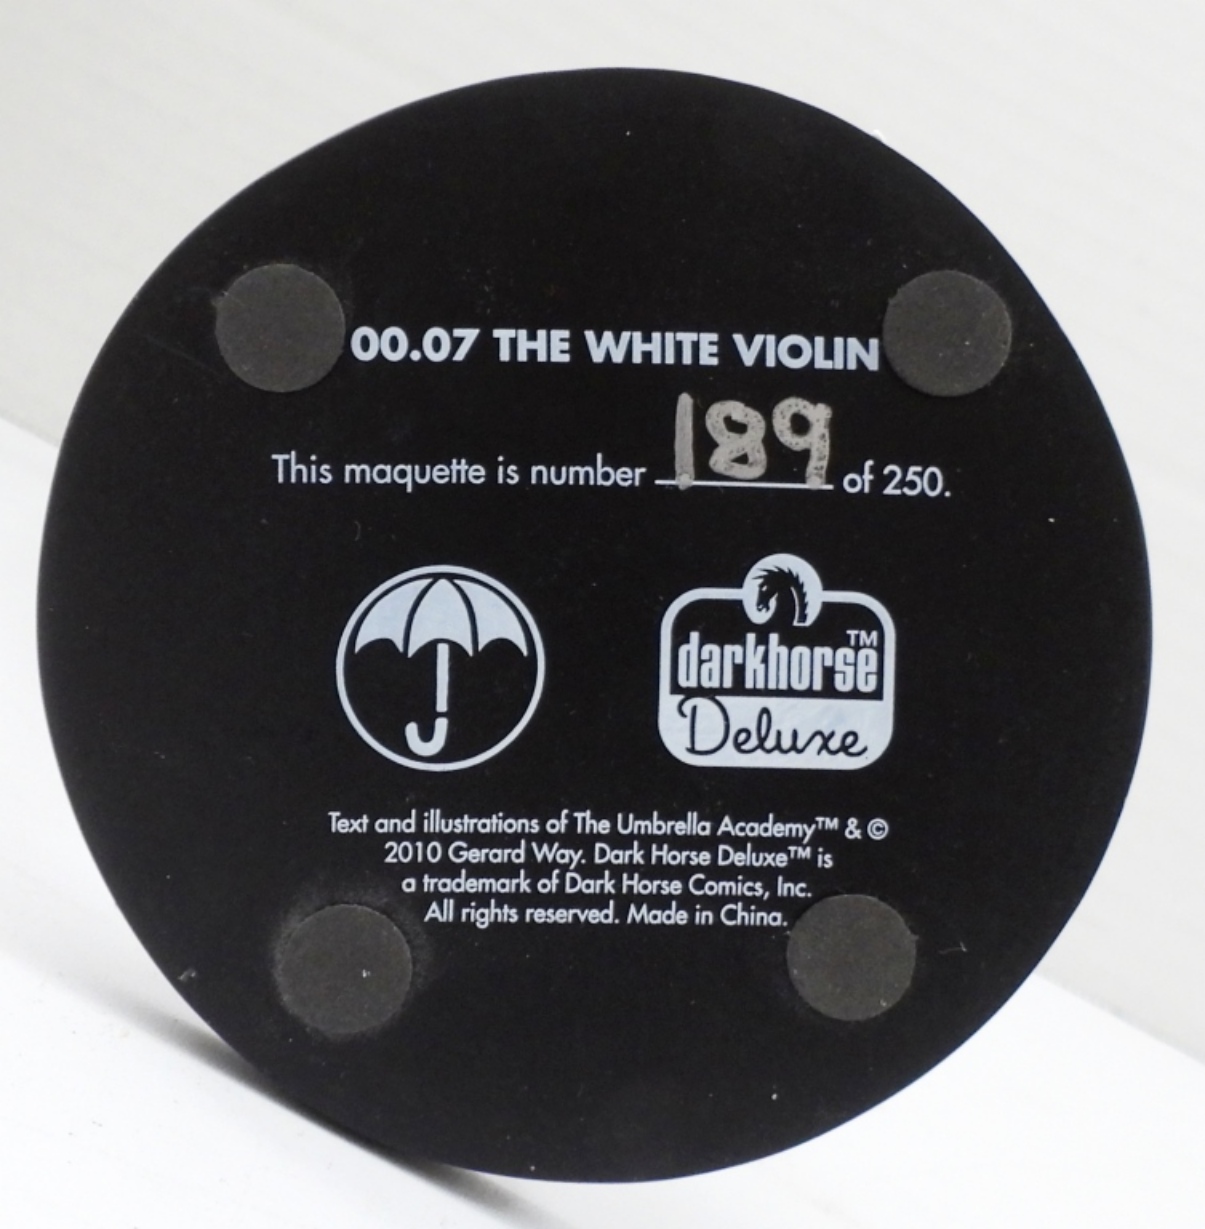 00.07 THE WHITE VIOLIN
This maquette is number 189 of 250.
darkhorse™
Deluxe
Text and illustrations of The Umbrella Academy™ & ©
2010 Gerard Way. Dark Horse Deluxe™ is
a trademark of Dark Horse Comics, Inc.
All rights reserved. Made in China.